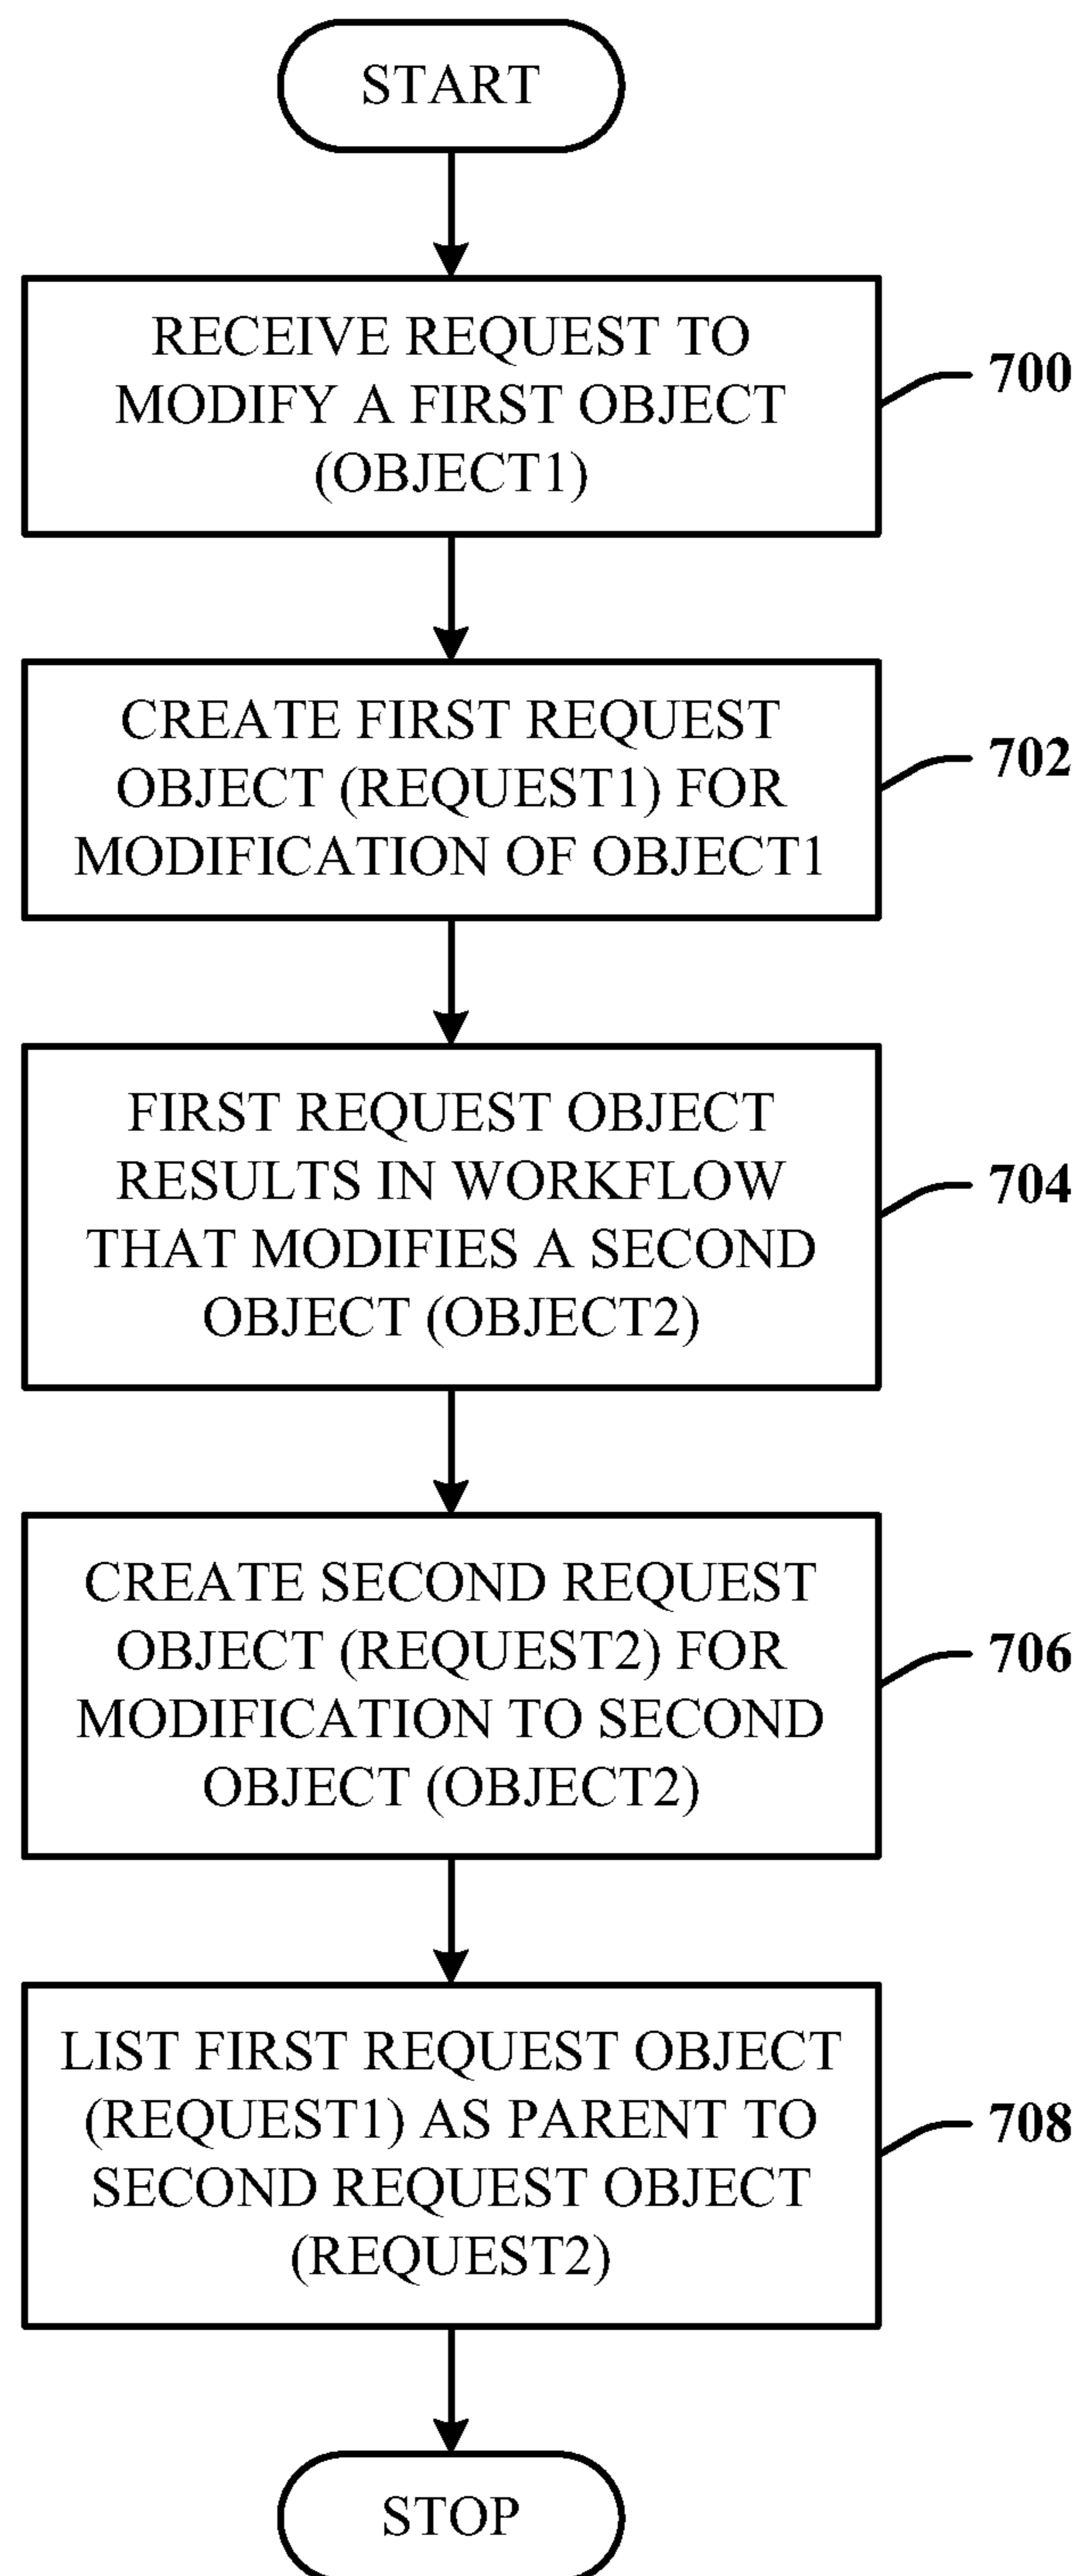 START
RECEIVE REQUEST TO
MODIFY A FIRST OBJECT
(OBJECT1)
700
CREATE FIRST REQUEST
OBJECT (REQUEST1) FOR
MODIFICATION OF OBJECT1
702
FIRST REQUEST OBJECT
RESULTS IN WORKFLOW
THAT MODIFIES A SECOND
OBJECT (OBJECT2)
704
CREATE SECOND REQUEST
OBJECT (REQUEST2) FOR
MODIFICATION TO SECOND
OBJECT (OBJECT2)
706
LIST FIRST REQUEST OBJECT
(REQUEST1) AS PARENT TO
SECOND REQUEST OBJECT
(REQUEST2)
708
STOP